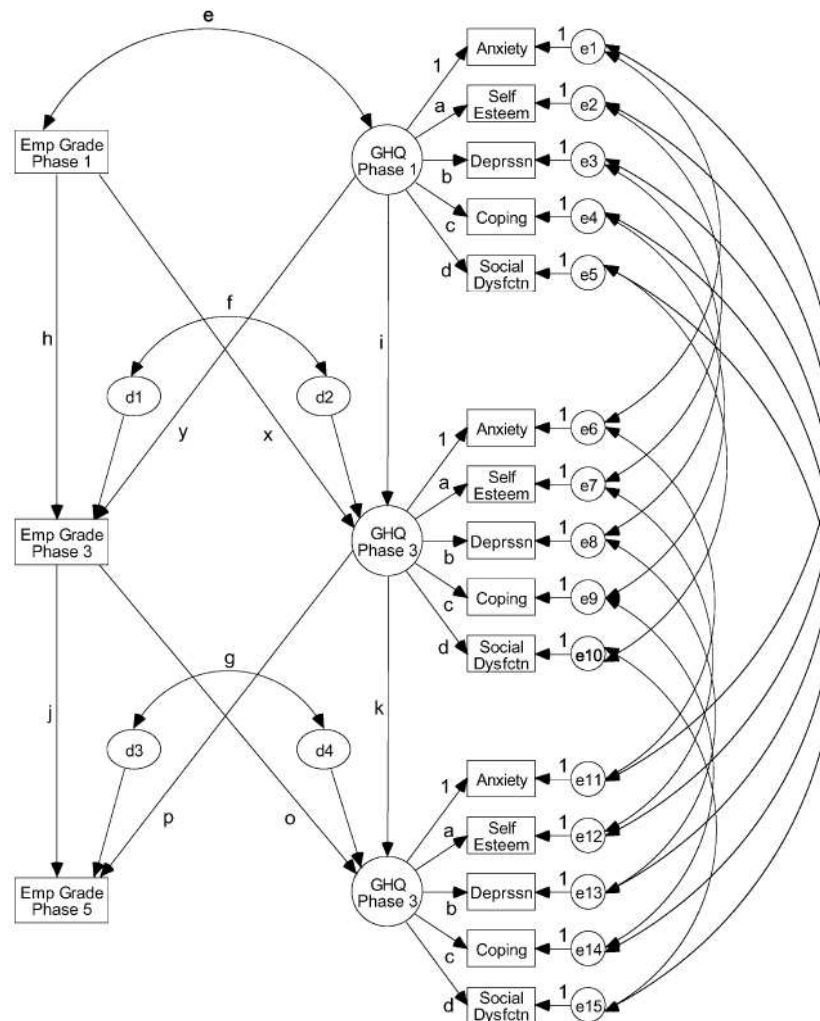 e
1
Anxiety
1
e1
a
Self
Esteem
1
e2
Emp Grade
Phase 1
GHQ
Phase 1
b
Deprssn
1
e3
c
Coping
1
e4
d
Social
Dysfctn
1
e5
f
h
i
d1
d2
y
x
1
Anxiety
1
e6
a
Self
Esteem
1
e7
Emp Grade
Phase 3
GHQ
Phase 3
b
Deprssn
1
e8
c
Coping
1
e9
d
Social
Dysfctn
1
e10
g
j
k
d3
d4
p
o
1
Anxiety
1
e11
a
Self
Esteem
1
e12
Emp Grade
Phase 5
GHQ
Phase 3
b
Deprssn
1
e13
c
Coping
1
e14
d
Social
Dysfctn
1
e15